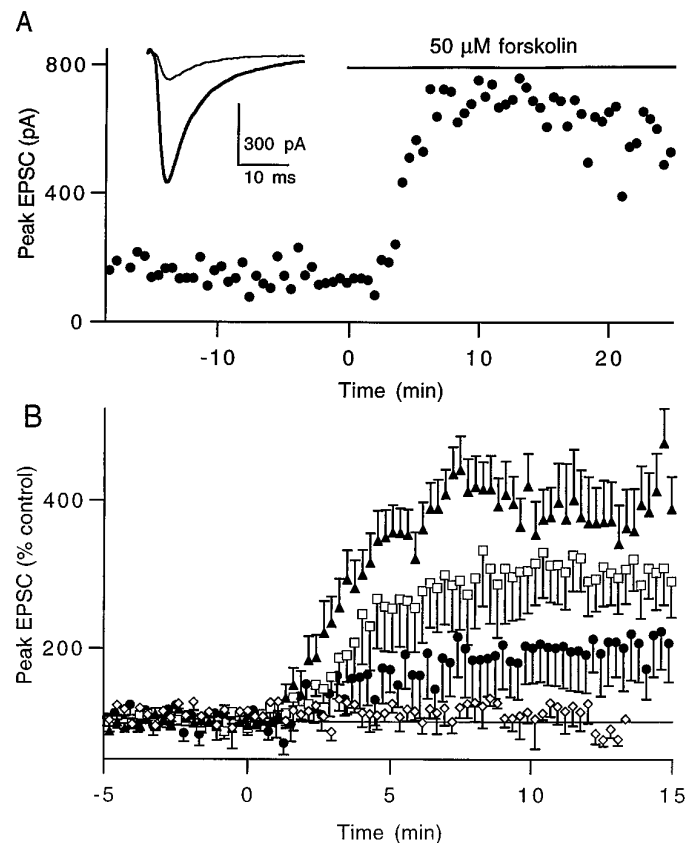 A
50 μM forskolin
800
400
0
Peak EPSC (pA)
300 pA
10 ms
-10
0
10
20
Time (min)
B
400
200
Peak EPSC (% control)
-5
0
5
10
15
Time (min)